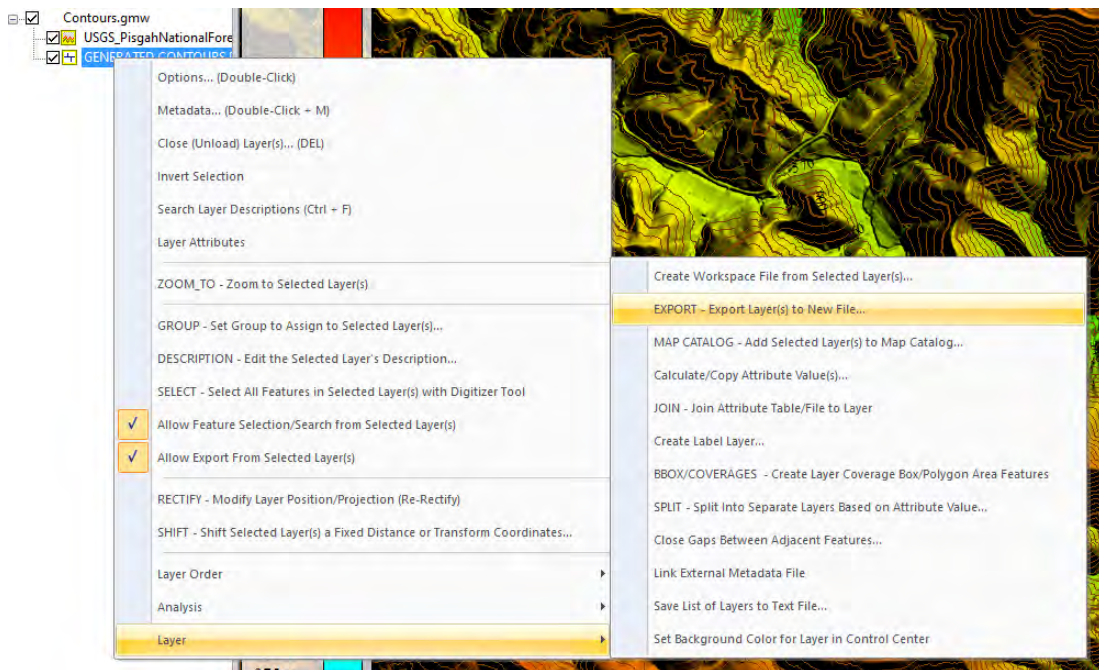 Contours.gmw
USGS_PisgahNationalFore
GENERATED CONTOURS
Options... (Double-Click)
Metadata... (Double-Click + M)
Close (Unload) Layer(s)... (DEL)
Invert Selection
Search Layer Descriptions (Ctrl + F)
Layer Attributes
ZOOM_TO - Zoom to Selected Layer(s)
GROUP - Set Group to Assign to Selected Layer(s)...
DESCRIPTION - Edit the Selected Layer's Description...
SELECT - Select All Features in Selected Layer(s) with Digitizer Tool
Allow Feature Selection/Search from Selected Layer(s)
Allow Export From Selected Layer(s)
RECTIFY - Modify Layer Position/Projection (Re-Rectify)
SHIFT - Shift Selected Layer(s) a Fixed Distance or Transform Coordinates...
Layer Order
Analysis
Layer
Create Workspace File from Selected Layer(s)...
EXPORT - Export Layer(s) to New File...
MAP CATALOG - Add Selected Layer(s) to Map Catalog...
Calculate/Copy Attribute Value(s)...
JOIN - Join Attribute Table/File to Layer
Create Label Layer...
BBOX/COVERAGES - Create Layer Coverage Box/Polygon Area Features
SPLIT - Split into Separate Layers Based on Attribute Value...
Close Gaps Between Adjacent Features...
Link External Metadata File
Save List of Layers to Text File...
Set Background Color for Layer in Control Center